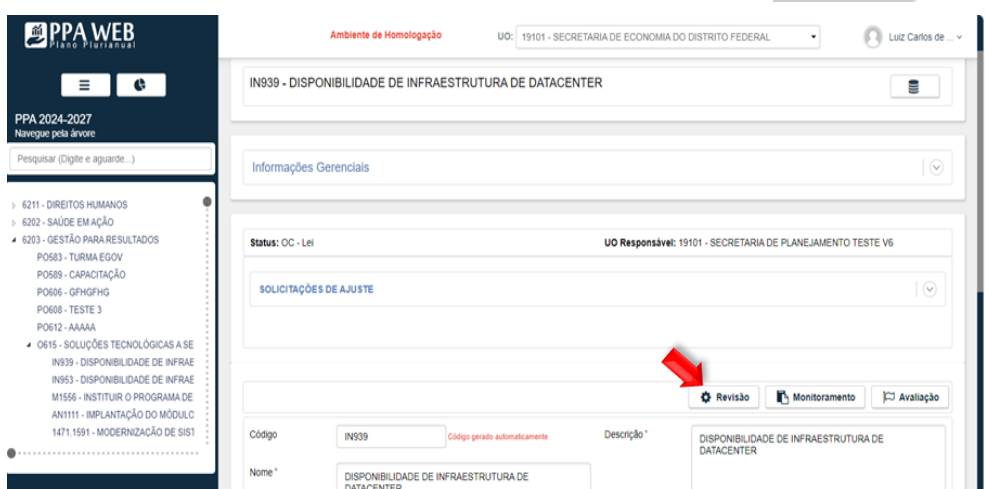 PPA WEB
Plano Plurianual
Ambiente de Homologação
UO: 19101 - SECRETARIA DE ECONOMIA DO DISTRITO FEDERAL
Luiz Carlos de ...
PPA 2024-2027
Navegue pela árvore
Pesquisar (Digite e aguarde...)
6211 - DIREITOS HUMANOS
6202 - SAÚDE EM AÇÃO
6203 - GESTÃO PARA RESULTADOS
PO583 - TURMA EGOV
PO589 - CAPACITAÇÃO
PO606 - GFHGFHG
PO608 - TESTE 3
PO612 - AAAAA
O615 - SOLUÇÕES TECNOLÓGICAS A SE
IN939 - DISPONIBILIDADE DE INFRAE
IN953 - DISPONIBILIDADE DE INFRAE
M1556 - INSTITUIR O PROGRAMA DE
AN1111 - IMPLANTAÇÃO DO MÓDULO
1471.1591 - MODERNIZAÇÃO DE SIST
IN939 - DISPONIBILIDADE DE INFRAESTRUTURA DE DATACENTER
Informações Gerenciais
Status: OC - Lei
UO Responsável: 19101 - SECRETARIA DE PLANEJAMENTO TESTE V6
SOLICITAÇÕES DE AJUSTE
Revisão Monitoramento Avaliação
Código IN939 Código gerado automaticamente
Descrição * DISPONIBILIDADE DE INFRAESTRUTURA DE
DATACENTER
Nome * DISPONIBILIDADE DE INFRAESTRUTURA DE
DATACENTER